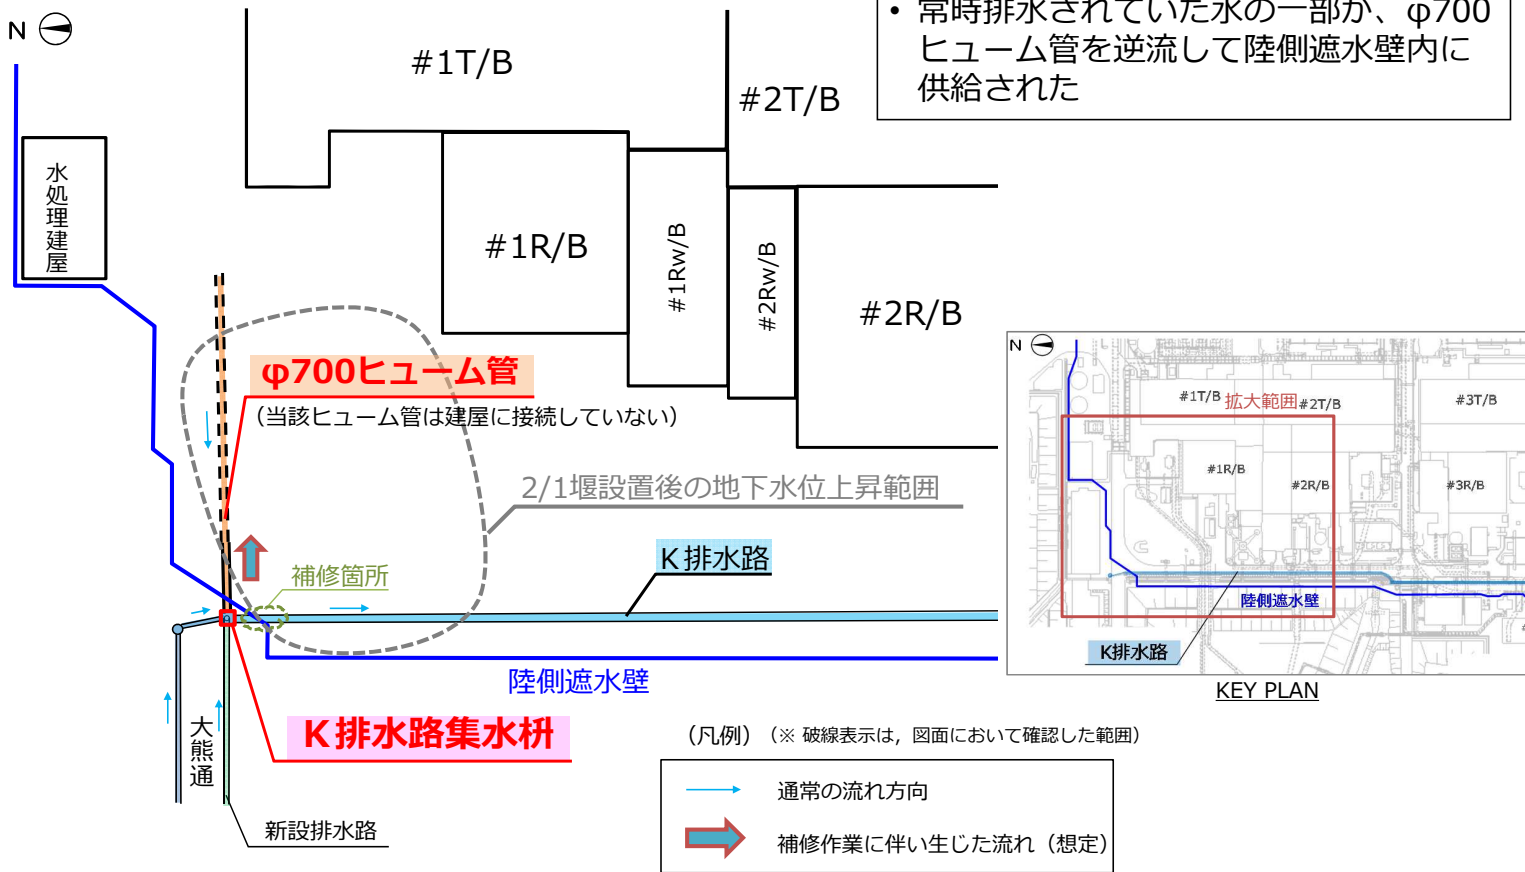 • 常時排水されていた水の一部が、φ700
ヒューム管を逆流して陸側遮水壁内に
供給された
N
#1T/B
#2T/B
水処理建屋
#1R/B
#1Rw/B
#2Rw/B
#2R/B
φ700ヒューム管
（当該ヒューム管は建屋に接続していない）
2/1堰設置後の地下水位上昇範囲
K排水路
補修箇所
陸側遮水壁
K排水路集水枡
大熊通
新設排水路
N
#1T/B
拡大範囲
#2T/B
#3T/B
#1R/B
#2R/B
#3R/B
陸側遮水壁
K排水路
KEY PLAN
（凡例）（※ 破線表示は，図面において確認した範囲）
通常の流れ方向
補修作業に伴い生じた流れ（想定）